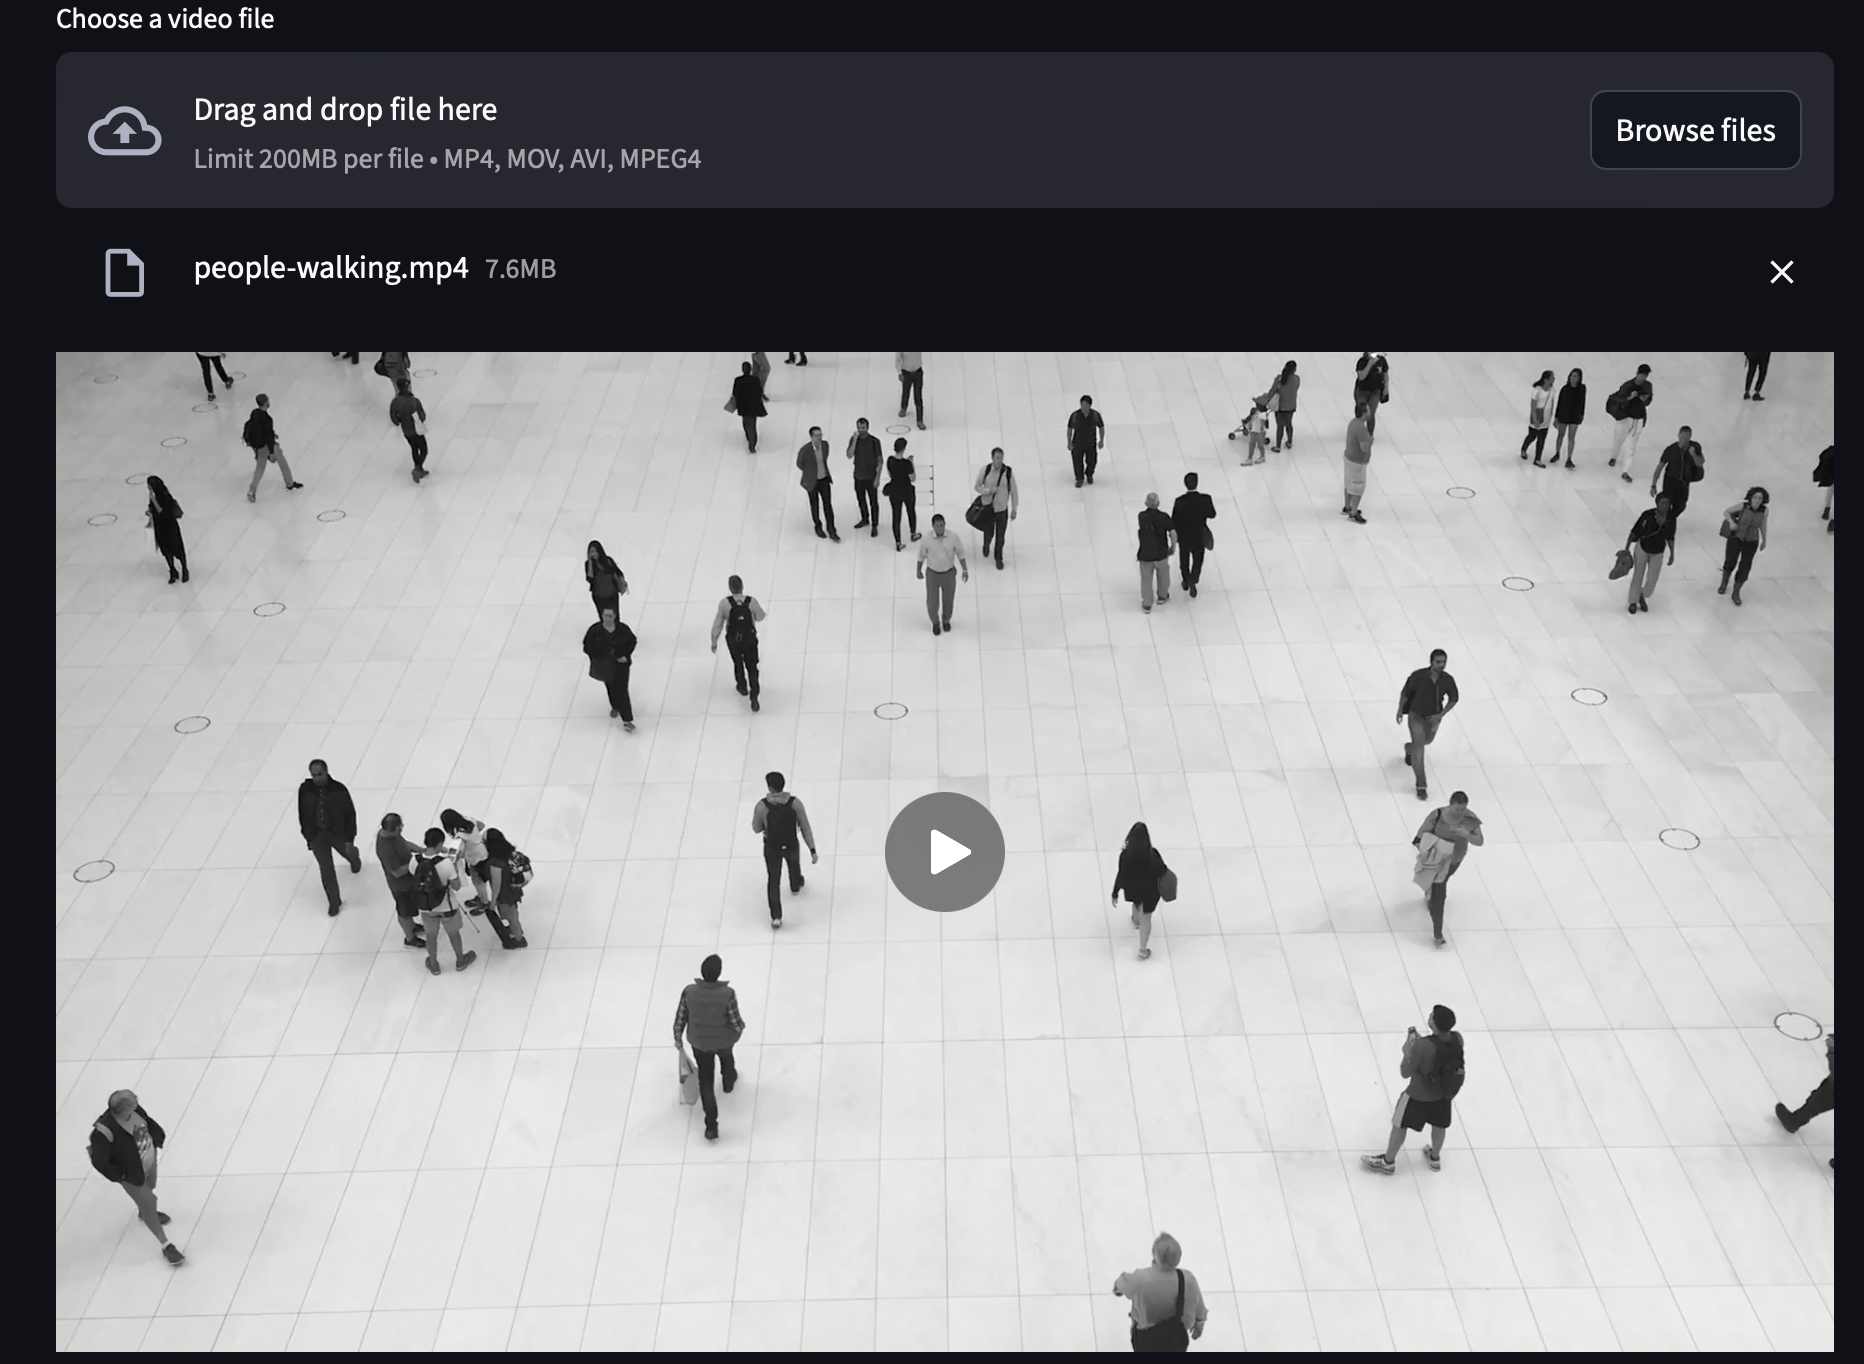 Choose a video file
Drag and drop file here
Limit 200MB per file • MP4, MOV, AVI, MPEG4
Browse files
people-walking.mp4 7.6MB